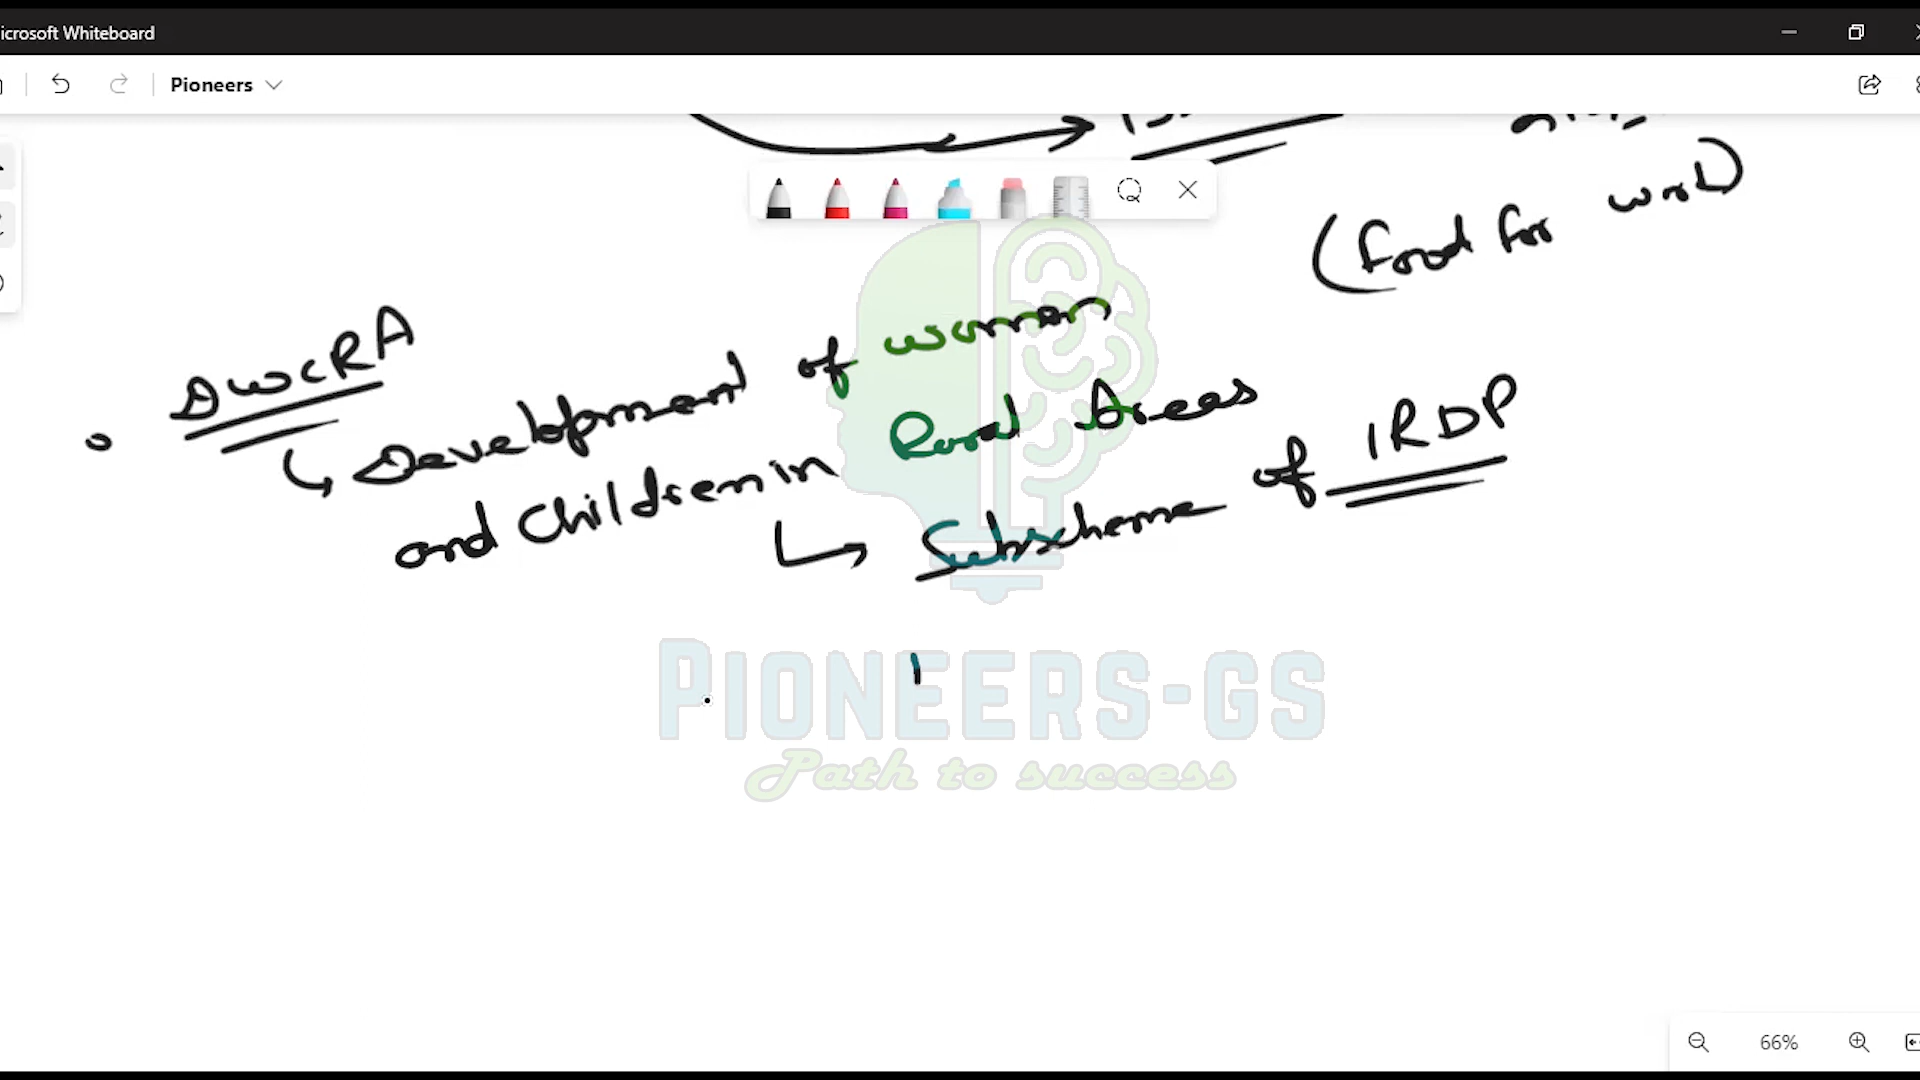 icrosoft Whiteboard
Pioneers
(Food for work)
DWCRA
Development of women
and Children in Rural Areas
Subscheme of IRDP
PIONEERS-GS
Path to success
66%